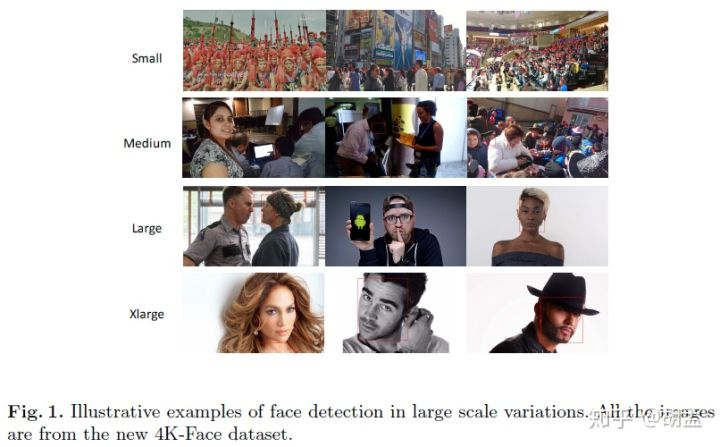 Small
Medium
Large
Xlarge
Fig. 1. Illustrative examples of face detection in large scale variations. All the images
are from the new 4K-Face dataset.
知乎 @胡孟